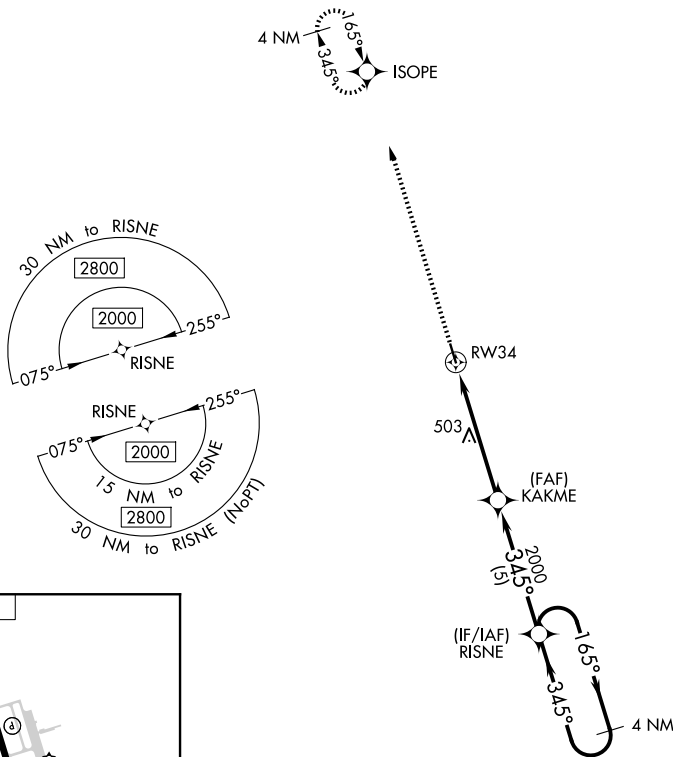 4 NM
165°
345°
ISOPE
30 NM to RISNE
2800
2000
075°
255°
RISNE
RISNE
075°
255°
2000
15 NM to RISNE
2800
30 NM to RISNE (NoPT)
RW34
503
(FAF)
KAKME
2000
345°
(5)
(IF/IAF)
RISNE
165°
345°
4 NM
P